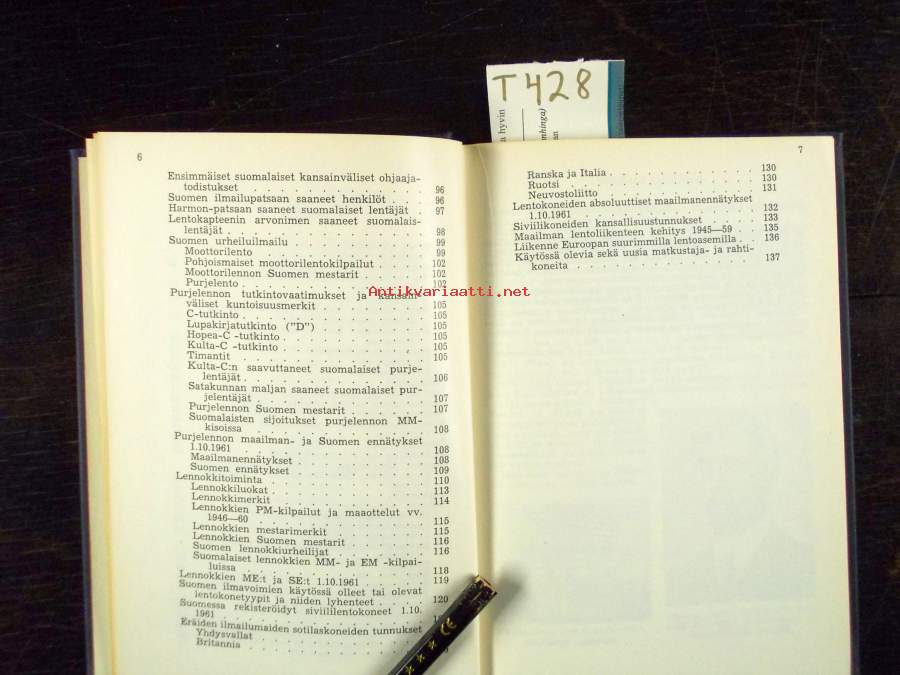 T 428
a hyvin
6
Ensimmäiset suomalaiset kansainväliset ohjaaja-
todistukset . . . . . . . . . . . 96
Suomen ilmailupatsaan saaneet henkilöt . . . 96
Harmon-patsaan saaneet suomalaiset lentäjät . 97
Lentokapteenin arvonimen saaneet suomalais-
lentäjät . . . . . . . . . . . . 98
Suomen urheiluilmailu . . . . . . . . 99
Moottorilento . . . . . . . . . . 99
Pohjoismaiset moottorilentokilpailut . . . . 102
Moottorilennon Suomen mestarit . . . . . 102
Purjelento . . . . . . . . . . . 102
Purjelennon tutkintovaatimukset ja kansain-
väliset kuntoisuusmerkit . . . . . . . 105
C-tutkinto . . . . . . . . . . . 105
Lupakirjatutkinto ("D") . . . . . . . 105
Hopea-C -tutkinto . . . . . . . . . 105
Kulta-C -tutkinto . . . . . . . . . 105
Timantit . . . . . . . . . . . . 105
Kulta-C:n saavuttaneet suomalaiset purje-
lentäjät . . . . . . . . . . . . 106
Satakunnan maljan saaneet suomalaiset pur-
jelentäjät . . . . . . . . . . . 107
Purjelennon Suomen mestarit . . . . . . 107
Suomalaisten sijoitukset purjelennon MM-
kisoissa . . . . . . . . . . . . 108
Purjelennon maailman- ja Suomen ennätykset
1.10.1961 . . . . . . . . . . . . 108
Maailmanennätykset . . . . . . . . 108
Suomen ennätykset . . . . . . . . . 109
Lennokkitoiminta . . . . . . . . . . 110
Lennokkiluokat . . . . . . . . . . 113
Lennokkimerkit . . . . . . . . . . 114
Lennokkien PM-kilpailut ja maaottelut vv.
1946—60 . . . . . . . . . . . . 115
Lennokkien mestarimerkit . . . . . . . 115
Lennokkien Suomen mestarit . . . . . . 116
Suomen lennokkiurheilijat . . . . . . . 116
Suomalaiset lennokkien MM- ja EM -kilpai-
luissa . . . . . . . . . . . . . 118
Lennokkien ME:t ja SE:t 1.10.1961 . . . . . 119
Suomen ilmavoimien käytössä olleet tai olevat
lentokonetyypit ja niiden lyhenteet . . . . 120
Suomessa rekisteröidyt siviililentokoneet 1.10.
1961 . . . . . . . . . . . . .
Eräiden ilmailumaiden sotilaskoneiden tunnukset
Yhdysvallat . . . . . . . . . . .
Britannia . . . . . . . . . . . .
7
Ranska ja Italia . . . . . . . . . . 130
Ruotsi . . . . . . . . . . . . . 130
Neuvostoliitto . . . . . . . . . . . 131
Lentokoneiden absoluuttiset maailmanennätykset
1.10.1961 . . . . . . . . . . . . 132
Siviilikoneiden kansallisuustunnukset . . . . 133
Maailman lentoliikenteen kehitys 1945—59 . . 135
Liikenne Euroopan suurimmilla lentoasemilla . . 136
Käytössä olevia sekä uusia matkustaja- ja rahti-
koneita . . . . . . . . . . . . . 137
Antikvariaatti.net
CE